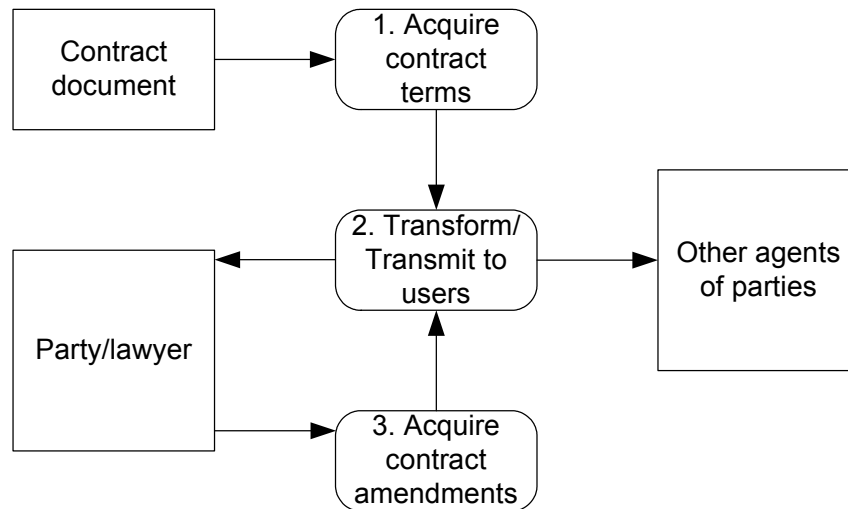 Contract
document
1. Acquire
contract
terms
2. Transform/
Transmit to
users
Other agents
of parties
Party/lawyer
3. Acquire
contract
amendments